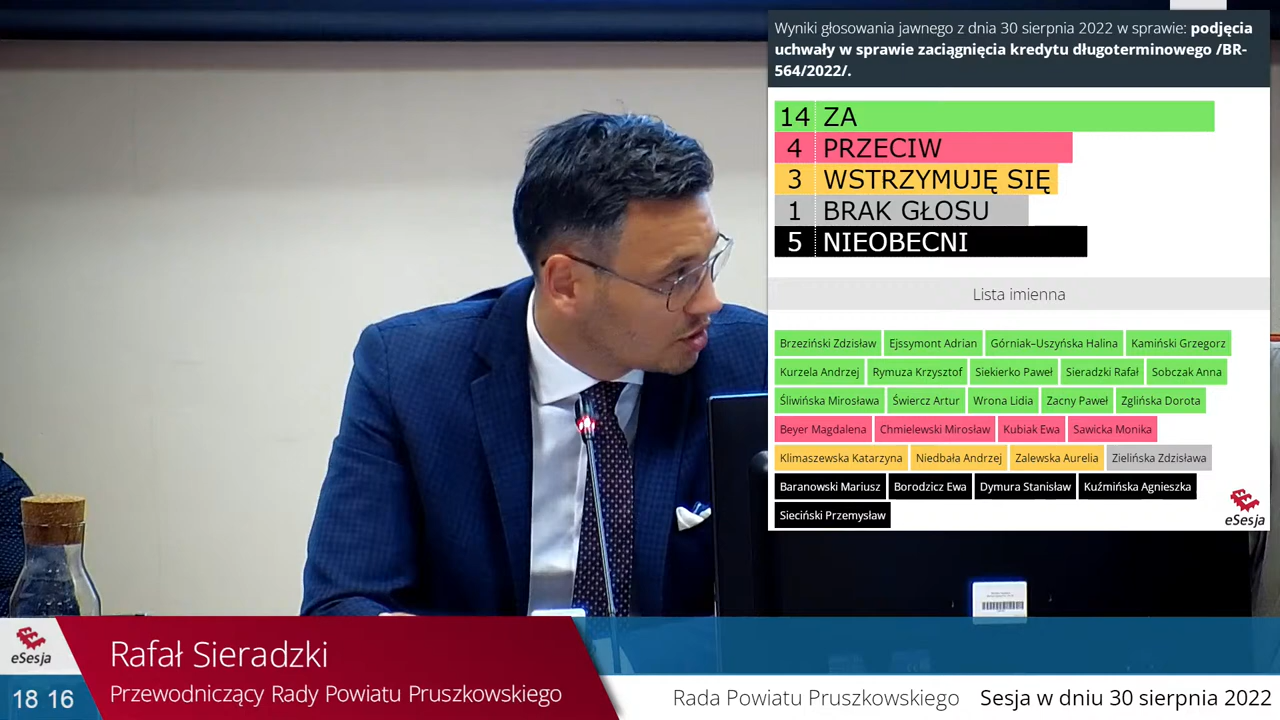 Wyniki głosowania jawnego z dnia 30 sierpnia 2022 w sprawie: podjęcia
uchwały w sprawie zaciągnięcia kredytu długoterminowego /BR-
564/2022/.
14 ZA
4 PRZECIW
3 WSTRZYMUJĘ SIĘ
1 BRAK GŁOSU
5 NIEOBECNI
Lista imienna
Brzeziński Zdzisław Ejssymont Adrian Górniak–Uszyńska Halina Kamiński Grzegorz
Kurzela Andrzej Rymuza Krzysztof Siekierko Paweł Sieradzki Rafał Sobczak Anna
Śliwińska Mirosława Świercz Artur Wrona Lidia Zacny Paweł Zglińska Dorota
Beyer Magdalena Chmielewski Mirosław Kubiak Ewa Sawicka Monika
Klimaszewska Katarzyna Niedbała Andrzej Zalewska Aurelia Zielińska Zdzisława
Baranowski Mariusz Borodzicz Ewa Dymura Stanisław Kuźmińska Agnieszka
Sieciński Przemysław
eSesja
eSesja
Rafał Sieradzki
18 16
Przewodniczący Rady Powiatu Pruszkowskiego
Rada Powiatu Pruszkowskiego Sesja w dniu 30 sierpnia 2022